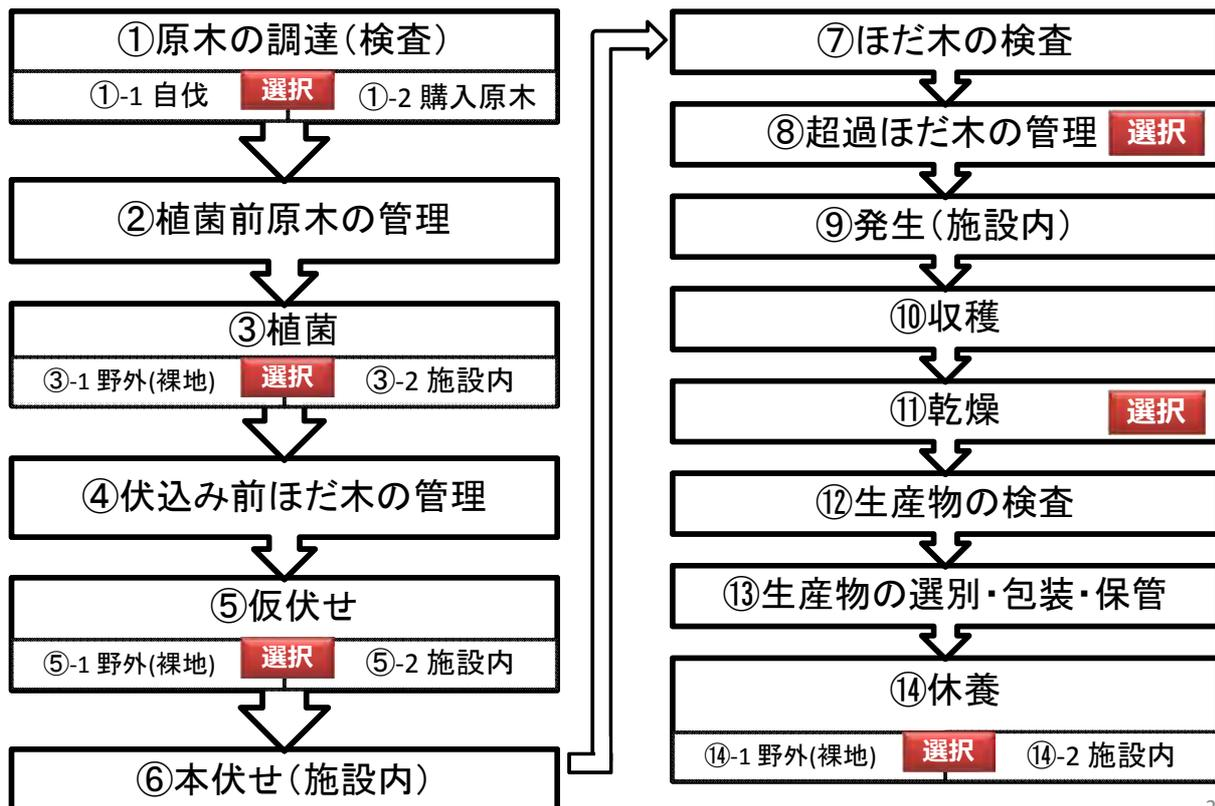 ①原木の調達(検査)
①-1 自伐 選択 ①-2 購入原木
②植菌前原木の管理
③植菌
③-1 野外(裸地) 選択 ③-2 施設内
④伏込み前ほだ木の管理
⑤仮伏せ
⑤-1 野外(裸地) 選択 ⑤-2 施設内
⑥本伏せ(施設内)
⑦ほだ木の検査
⑧超過ほだ木の管理 選択
⑨発生(施設内)
⑩収穫
⑪乾燥 選択
⑫生産物の検査
⑬生産物の選別・包装・保管
⑭休養
⑭-1 野外(裸地) 選択 ⑭-2 施設内